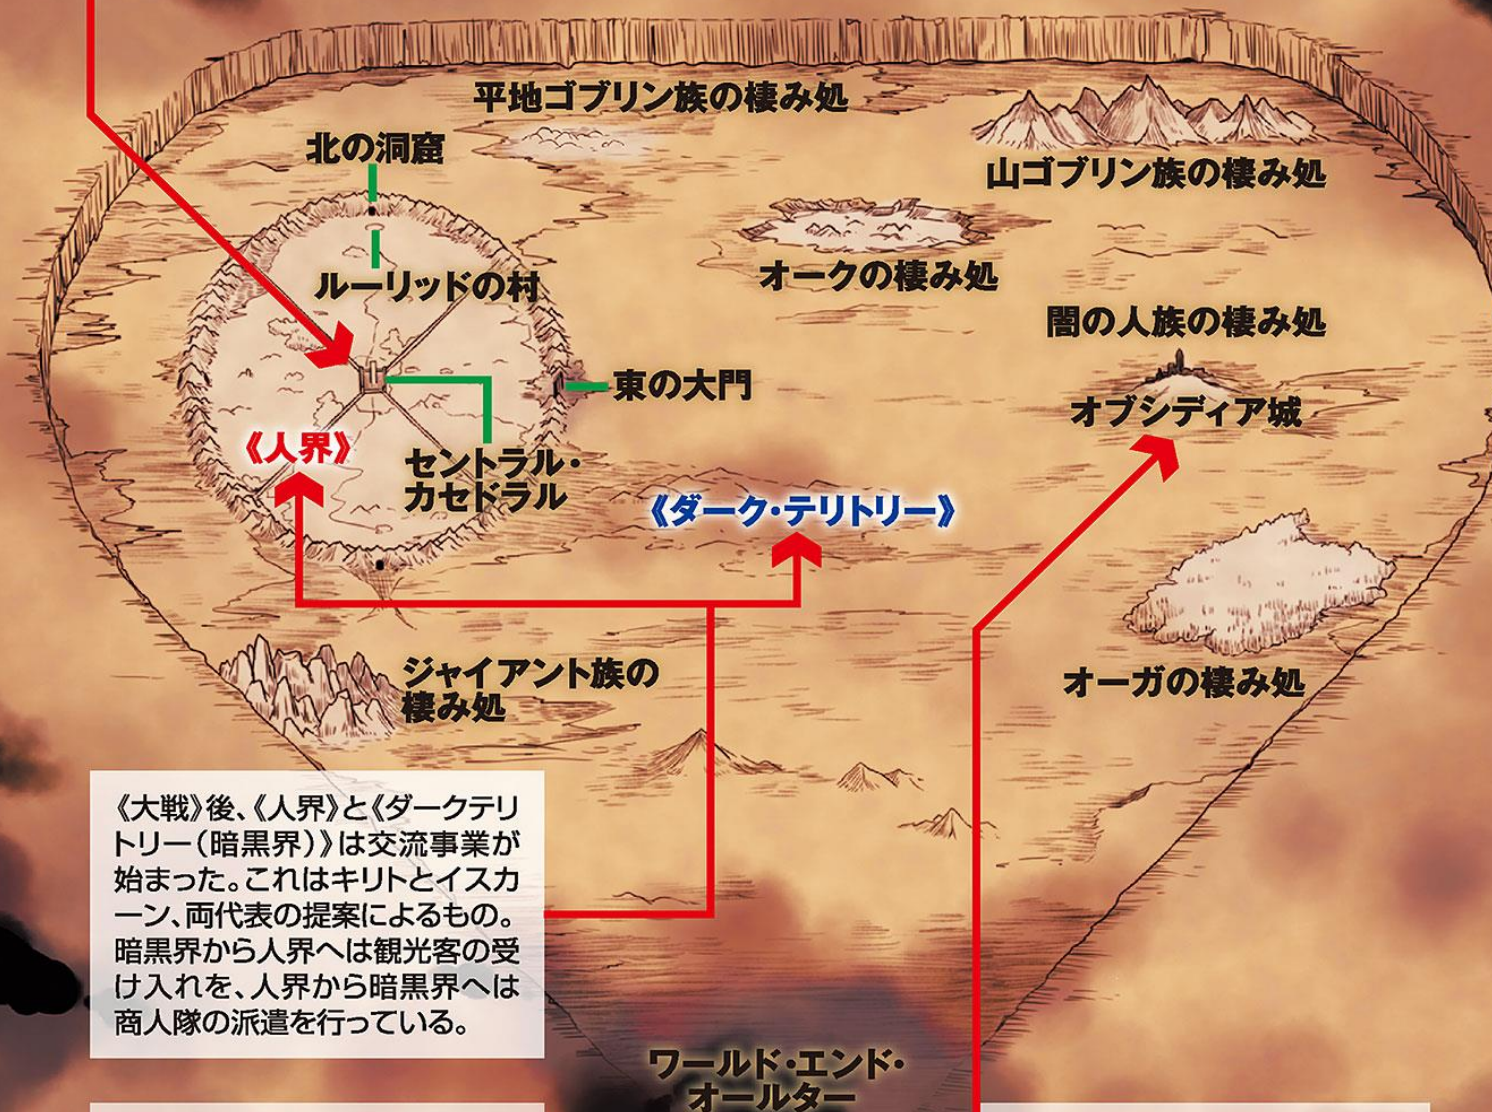 平地ゴブリン族の棲み処
北の洞窟
山ゴブリン族の棲み処
オークの棲み処
ルーリッドの村
闇の人族の棲み処
東の大門
オブシディア城
《人界》
セントラル・
カセドラル
《ダーク・テリトリー》
ジャイアント族の
棲み処
オーガの棲み処
《大戦》後、《人界》と《ダークテリ
トリー（暗黒界）》は交流事業が
始まった。これはキリトとイスカ
ーン、両代表の提案によるもの。
暗黒界から人界へは観光客の受
け入れを、人界から暗黒界へは
商人隊の派遣を行っている。
ワールド・エンド・
オールター